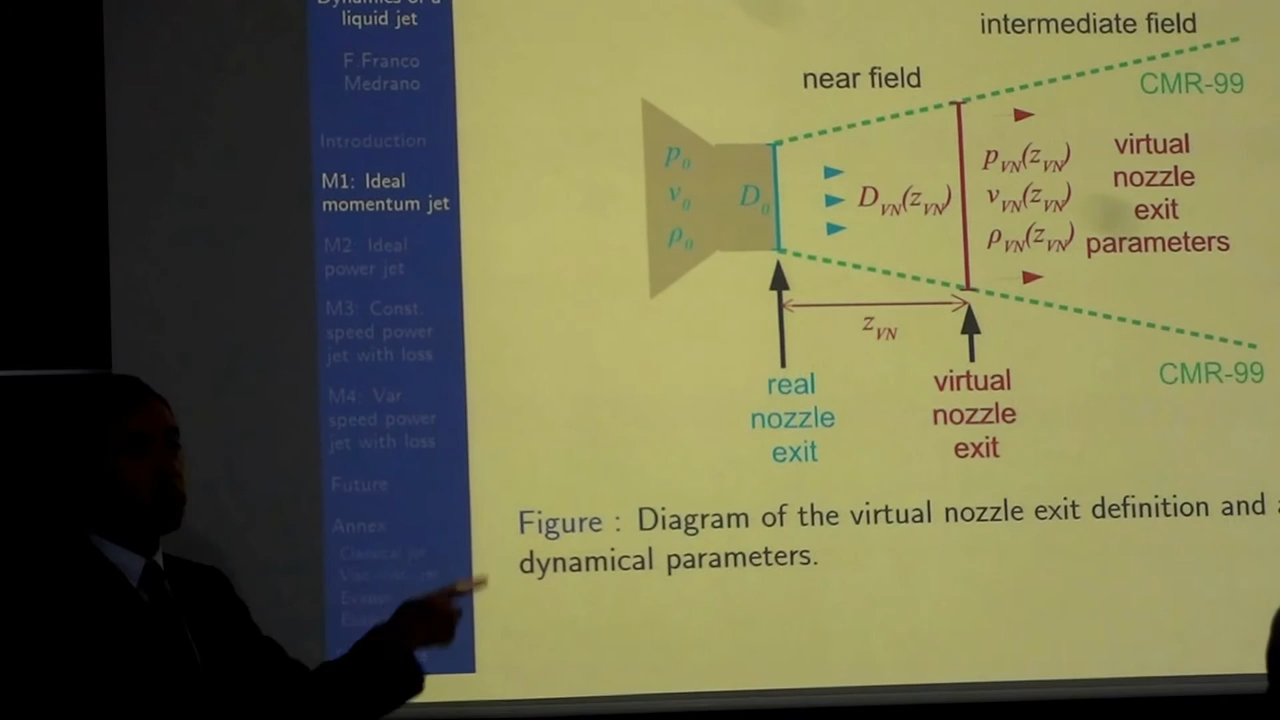 Dynamics of a
liquid jet
F.Franco
Medrano
Introduction
M1: Ideal
momentum jet
M2: Ideal
power jet
M3: Const.
speed power
jet with loss
M4: Var
speed power
jet with loss
Future
Annex
Classical jet
intermediate field
near field
CMR-99
p₀
v₀
ρ₀
D₀
D_VN(z_VN)
p_VN(z_VN)
v_VN(z_VN)
ρ_VN(z_VN)
virtual
nozzle
exit
parameters
z_VN
CMR-99
real
nozzle
exit
virtual
nozzle
exit
Figure : Diagram of the virtual nozzle exit definition and
dynamical parameters.